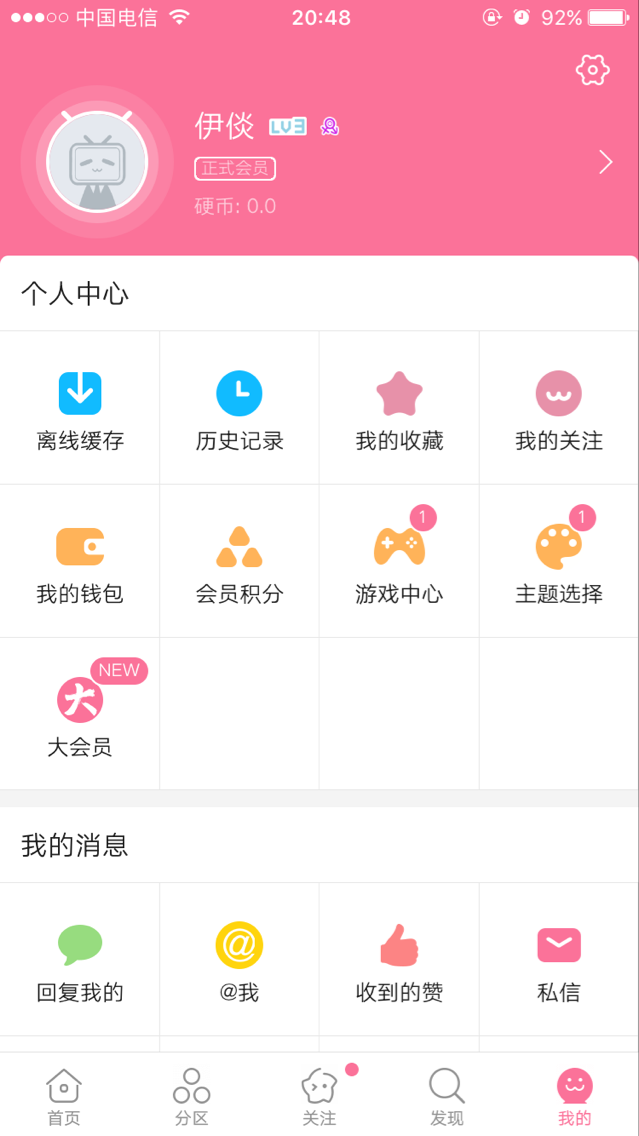 中国电信 20:48 92%
伊倓 LV3
正式会员
硬币: 0.0
个人中心
离线缓存 历史记录 我的收藏 我的关注
1 1
我的钱包 会员积分 游戏中心 主题选择
NEW
大
大会员
我的消息
@
回复我的 @我 收到的赞 私信
首页 分区 关注 发现 我的